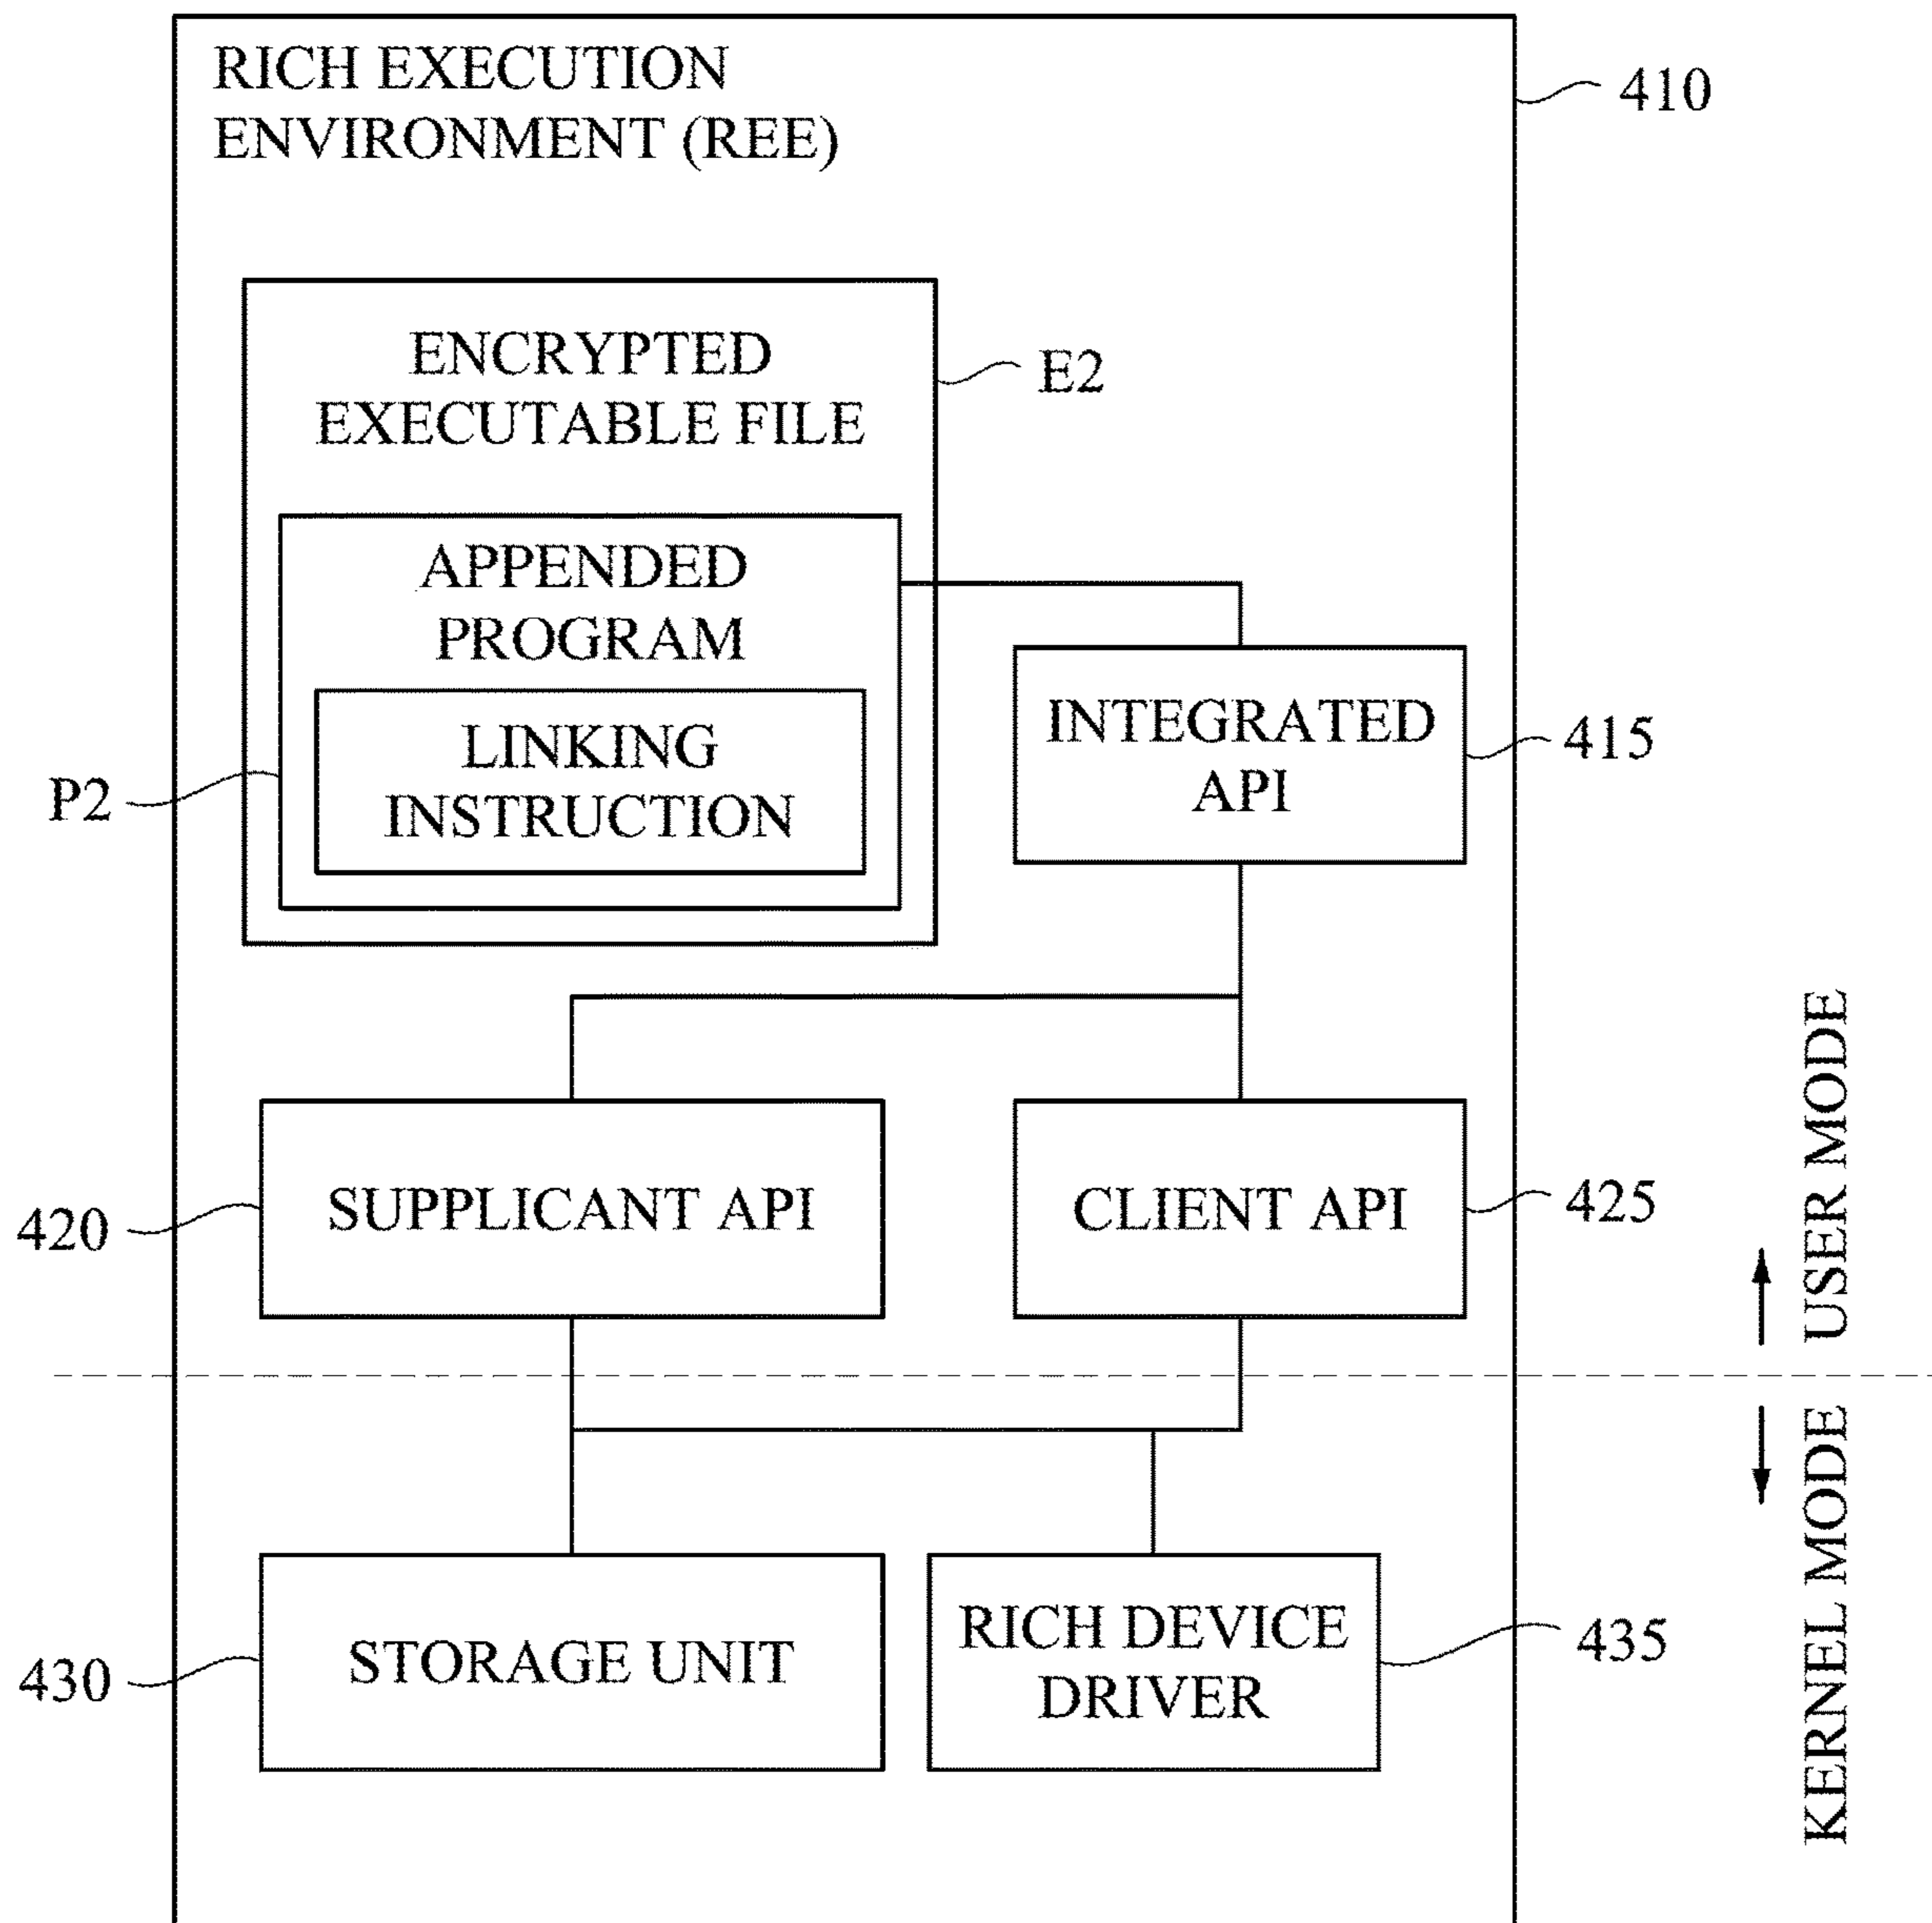 RICH EXECUTION
ENVIRONMENT (REE)
410
ENCRYPTED
EXECUTABLE FILE
E2
APPENDED
PROGRAM
LINKING
INSTRUCTION
P2
INTEGRATED
API
415
SUPPLICANT API
420
CLIENT API
425
USER MODE
KERNEL MODE
STORAGE UNIT
430
RICH DEVICE
DRIVER
435